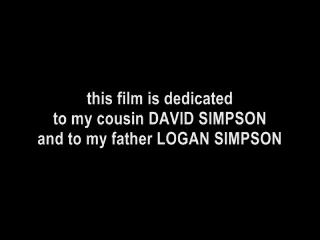 this film is dedicated
to my cousin DAVID SIMPSON
and to my father LOGAN SIMPSON